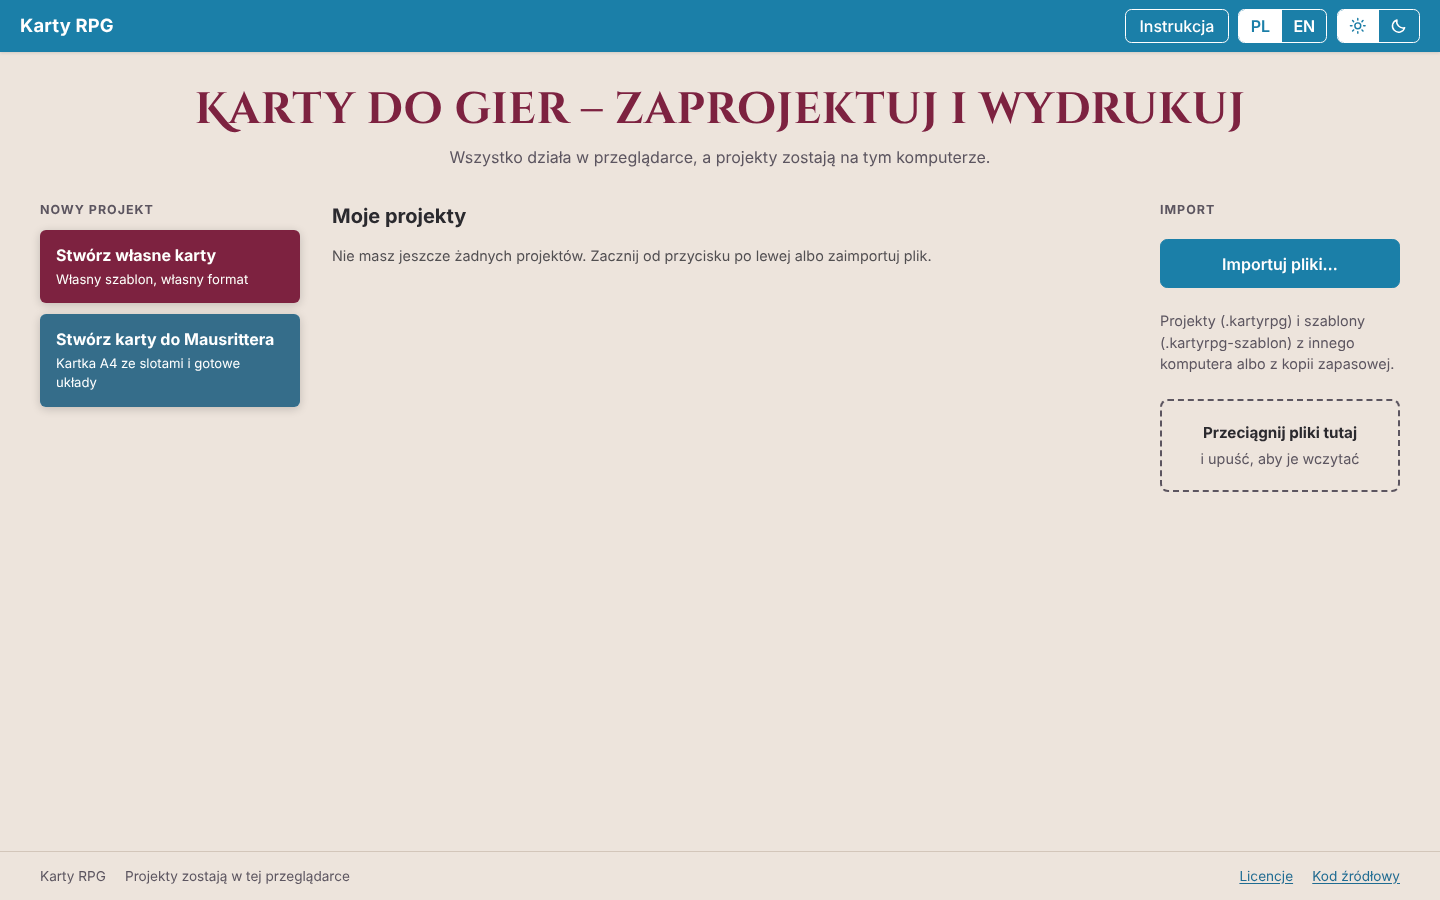 Karty RPG
Instrukcja
PL
EN
Karty do gier – zaprojektuj i wydrukuj
Wszystko działa w przeglądarce, a projekty zostają na tym komputerze.
NOWY PROJEKT
Stwórz własne karty
Własny szablon, własny format
Stwórz karty do Mausrittera
Kartka A4 ze slotami i gotowe
układy
Moje projekty
Nie masz jeszcze żadnych projektów. Zacznij od przycisku po lewej albo zaimportuj plik.
IMPORT
Importuj pliki...
Projekty (.kartyrpg) i szablony
(.kartyrpg-szablon) z innego
komputera albo z kopii zapasowej.
Przeciągnij pliki tutaj
i upuść, aby je wczytać
Karty RPG
Projekty zostają w tej przeglądarce
Licencje
Kod źródłowy